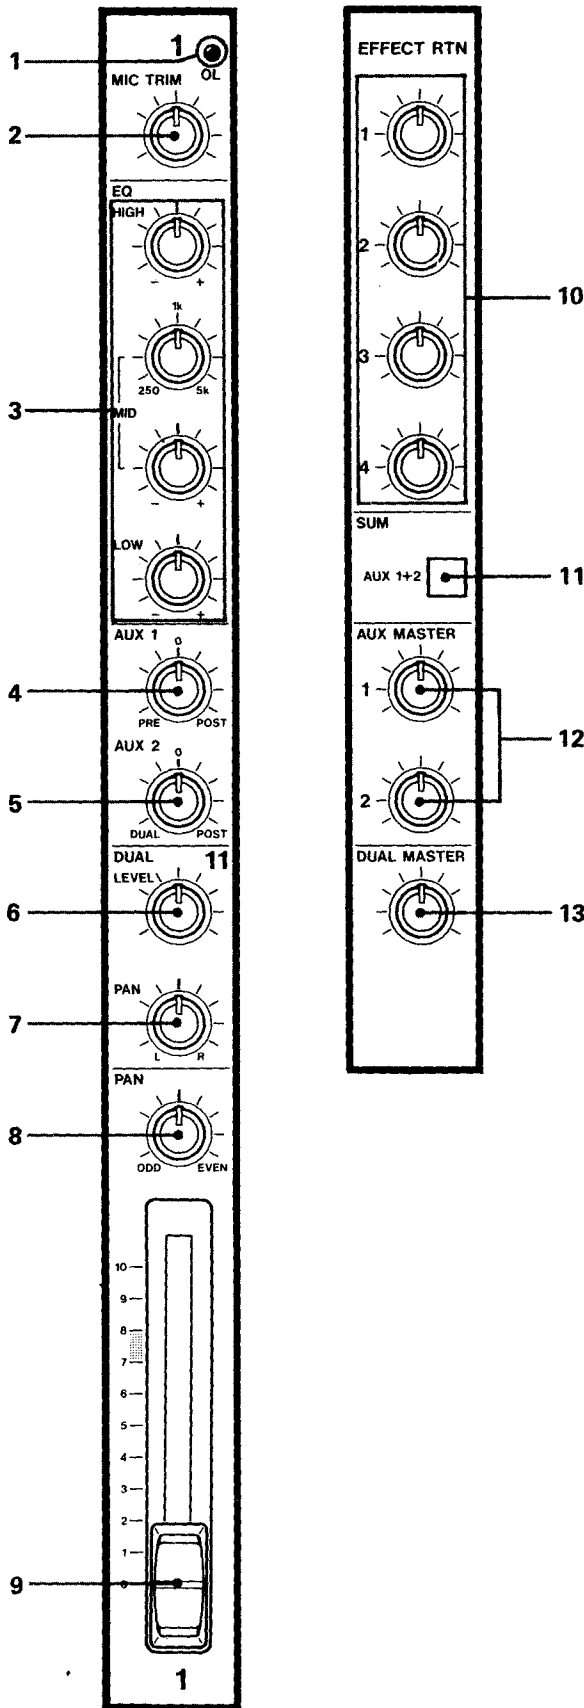 1
1 OL
MIC TRIM
2
EQ
HIGH
- +
1k
250 5k
3 MID
- +
LOW
- +
AUX 1
0
4
PRE POST
AUX 2
0
5
DUAL POST
DUAL 11
LEVEL
6
PAN
7
L R
PAN
8
ODD EVEN
10
9
8
7
6
5
4
3
2
1
9 0
1
EFFECT RTN
1
2
10
3
4
SUM
AUX 1+2 11
AUX MASTER
1
12
2
DUAL MASTER
13